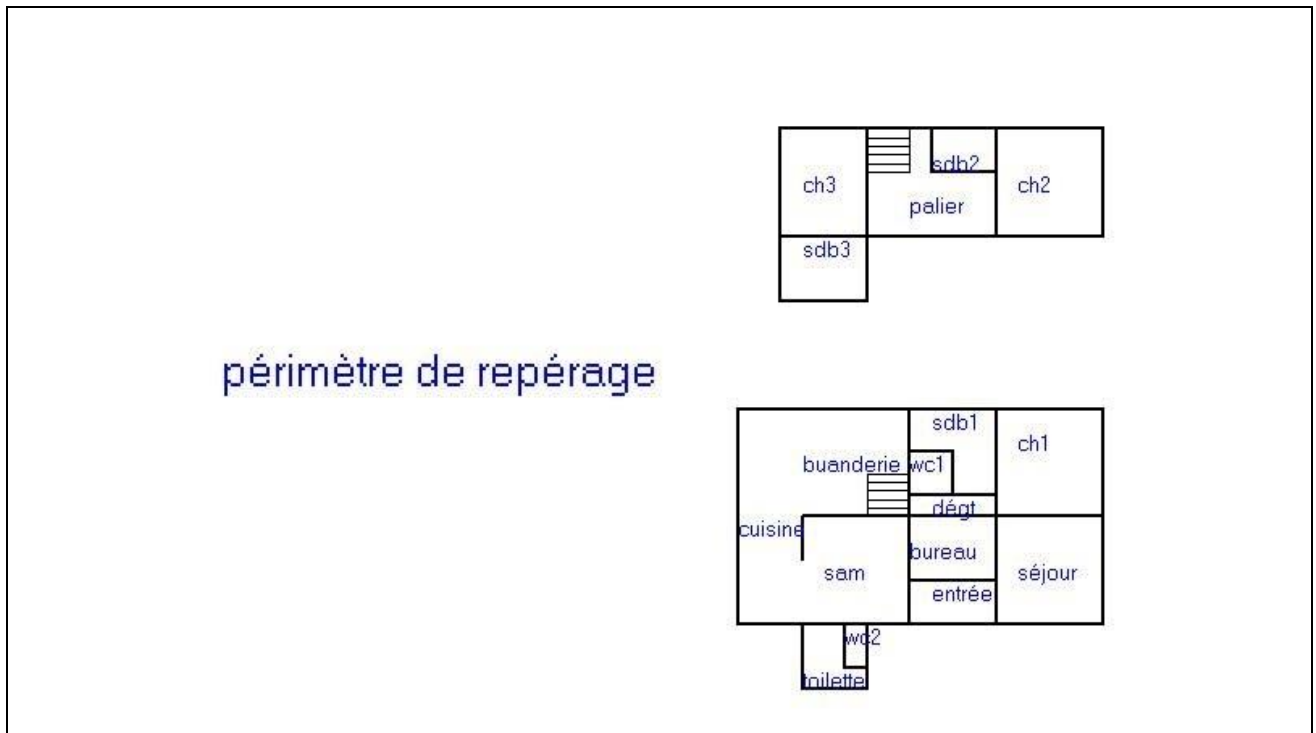 sdb2
ch3
ch2
palier
sdb3
périmètre de repérage
sdb1
ch1
buanderie
wc1
dégt
cuisine
bureau
sam
séjour
entrée
wc2
toilette